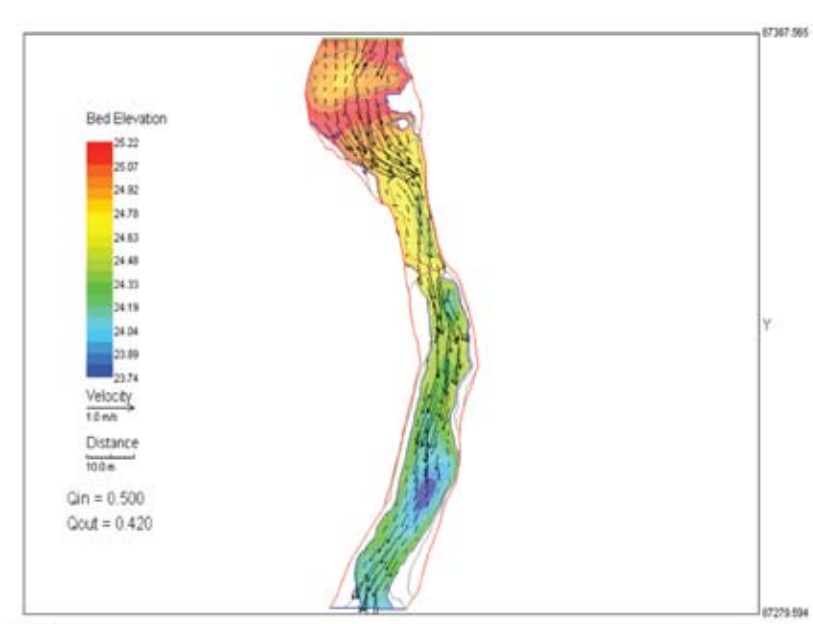 87367.565
Bed Elevation
25.22
25.07
24.92
24.78
24.63
24.48
24.33
24.19
24.04
23.89
23.74
Y
Velocity
1.0 m/s
Distance
10.0 m
Qin = 0.500
Qout = 0.420
87279.594